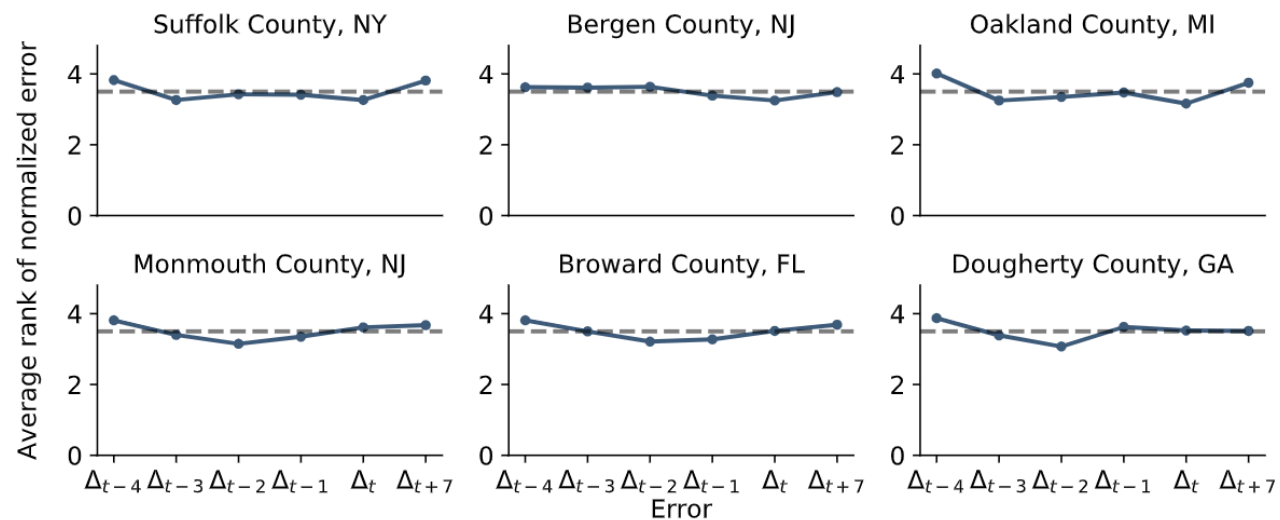 Suffolk County, NY
Bergen County, NJ
Oakland County, MI
Average rank of normalized error
4
2
0
4
2
0
4
2
0
Monmouth County, NJ
Broward County, FL
Dougherty County, GA
4
2
0
4
2
0
4
2
0
Δₜ₋₄ Δₜ₋₃ Δₜ₋₂ Δₜ₋₁ Δₜ Δₜ₊₇
Δₜ₋₄ Δₜ₋₃ Δₜ₋₂ Δₜ₋₁ Δₜ Δₜ₊₇
Δₜ₋₄ Δₜ₋₃ Δₜ₋₂ Δₜ₋₁ Δₜ Δₜ₊₇
Error